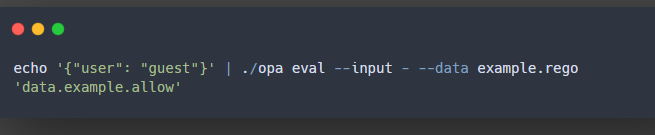 echo '{"user": "guest"}' | ./opa eval --input - --data example.rego
'data.example.allow'